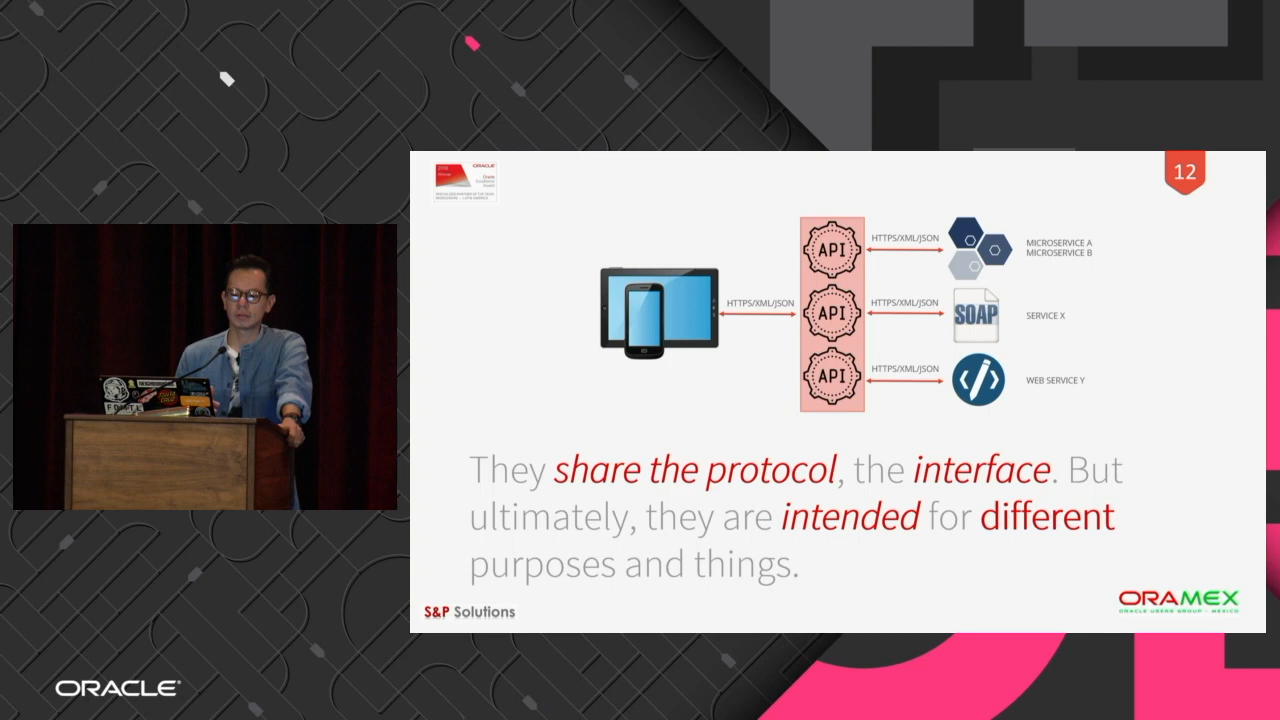 12
ORACLE
HTTPS/XML/JSON
API
HTTPS/XML/JSON
MICROSERVICE A
MICROSERVICE B
API
HTTPS/XML/JSON
SOAP
SERVICE X
API
HTTPS/XML/JSON
WEB SERVICE Y
They share the protocol, the interface. But
ultimately, they are intended for different
purposes and things.
S&P Solutions
ORAMEX
ORACLE USERS GROUP - MEXICO
ORACLE